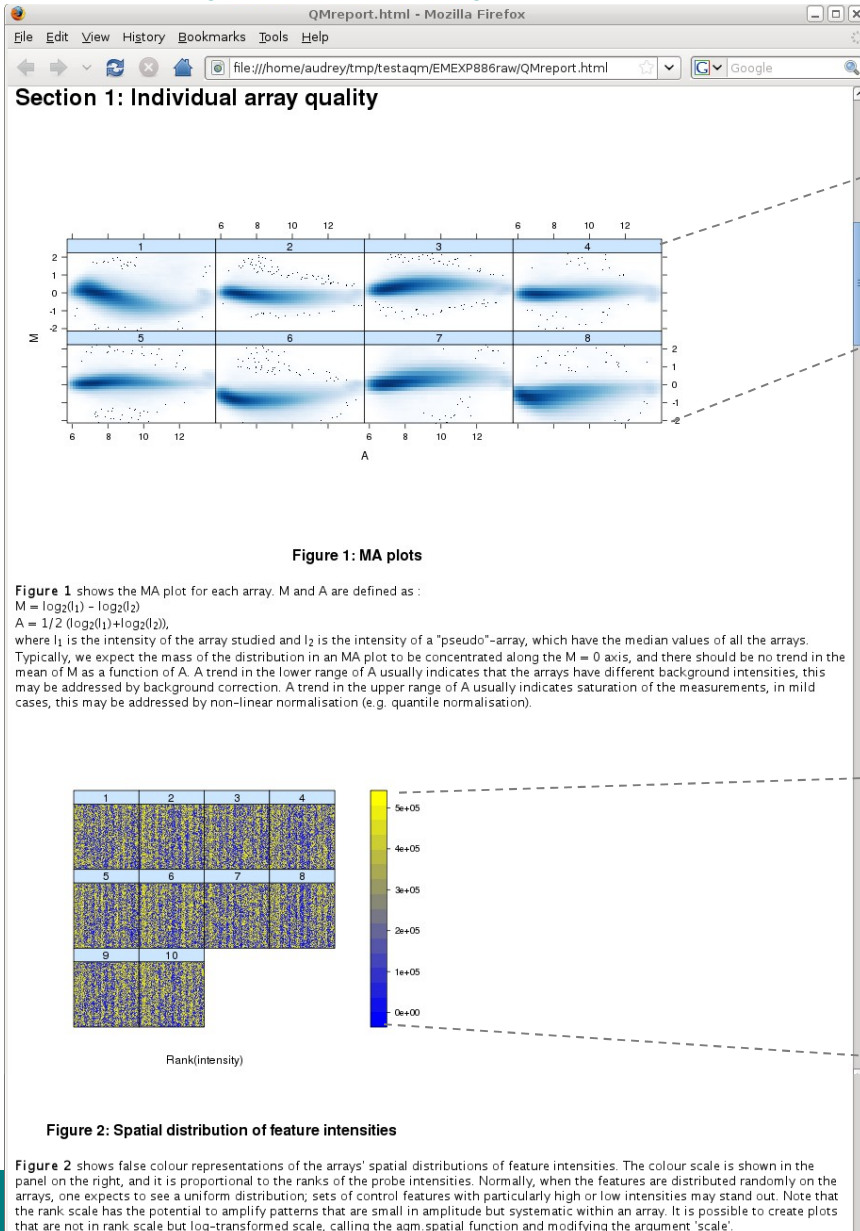 QMreport.html - Mozilla Firefox
File Edit View History Bookmarks Tools Help
file:///home/audrey/tmp/testaqm/EMEXP886raw/QMreport.html
Google
Section 1: Individual array quality
6 8 10 12 6 8 10 12
1 2 3 4
2
1
0
-1
-2
M
5 6 7 8
2
1
0
-1
-2
6 8 10 12 6 8 10 12
A
Figure 1: MA plots
Figure 1 shows the MA plot for each array. M and A are defined as :
M = log2(I1) - log2(I2)
A = 1/2 (log2(I1)+log2(I2)),
where I1 is the intensity of the array studied and I2 is the intensity of a "pseudo"-array, which have the median values of all the arrays.
Typically, we expect the mass of the distribution in an MA plot to be concentrated along the M = 0 axis, and there should be no trend in the
mean of M as a function of A. A trend in the lower range of A usually indicates that the arrays have different background intensities, this
may be addressed by background correction. A trend in the upper range of A usually indicates saturation of the measurements, in mild
cases, this may be addressed by non-linear normalisation (e.g. quantile normalisation).
1 2 3 4
5 6 7 8
9 10
5e+05
4e+05
3e+05
2e+05
1e+05
0e+00
Rank(intensity)
Figure 2: Spatial distribution of feature intensities
Figure 2 shows false colour representations of the arrays' spatial distributions of feature intensities. The colour scale is shown in the
panel on the right, and it is proportional to the ranks of the probe intensities. Normally, when the features are distributed randomly on the
arrays, one expects to see a uniform distribution; sets of control features with particularly high or low intensities may stand out. Note that
the rank scale has the potential to amplify patterns that are small in amplitude but systematic within an array. It is possible to create plots
that are not in rank scale but log-transformed scale, calling the aqm.spatial function and modifying the argument 'scale'.